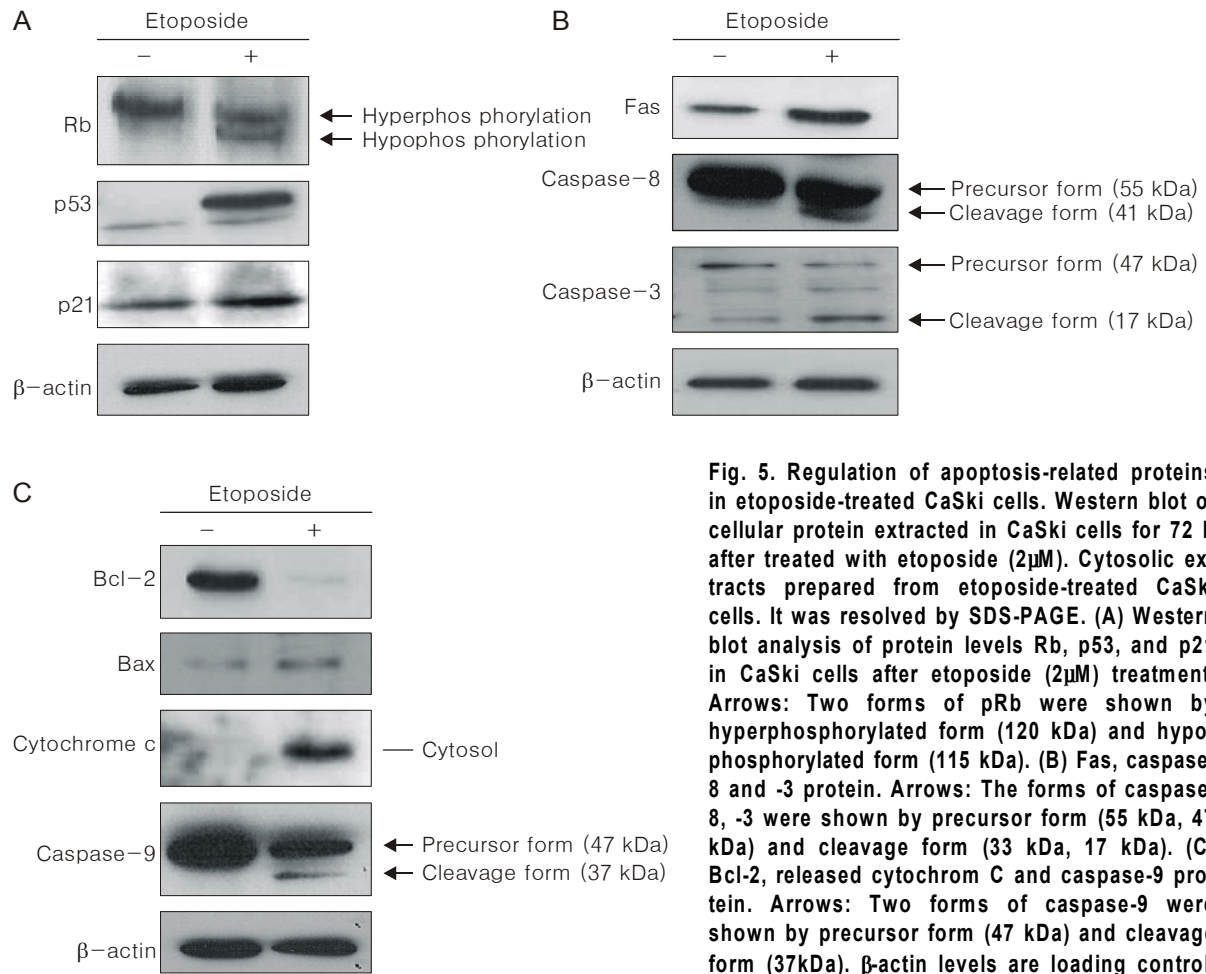 A
Etoposide
− +
Rb
Hyperphos phorylation
Hypophos phorylation
p53
p21
β−actin
B
Etoposide
− +
Fas
Caspase−8
Precursor form (55 kDa)
Cleavage form (41 kDa)
Caspase−3
Precursor form (47 kDa)
Cleavage form (17 kDa)
β−actin
C
Etoposide
− +
Bcl−2
Bax
Cytochrome c
Cytosol
Caspase−9
Precursor form (47 kDa)
Cleavage form (37 kDa)
β−actin
Fig. 5. Regulation of apoptosis-related proteins
in etoposide-treated CaSki cells. Western blot
cellular protein extracted in CaSki cells for 72
after treated with etoposide (2μM). Cytosolic ex
tracts prepared from etoposide-treated CaSk
cells. It was resolved by SDS-PAGE. (A) Western
blot analysis of protein levels Rb, p53, and p2
in CaSki cells after etoposide (2μM) treatment
Arrows: Two forms of pRb were shown by
hyperphosphorylated form (120 kDa) and hypo
phosphorylated form (115 kDa). (B) Fas, caspase
8 and -3 protein. Arrows: The forms of caspase
8, -3 were shown by precursor form (55 kDa, 47
kDa) and cleavage form (33 kDa, 17 kDa). (C
Bcl-2, released cytochrom C and caspase-9 pro
tein. Arrows: Two forms of caspase-9 were
shown by precursor form (47 kDa) and cleavage
form (37kDa). β-actin levels are loading control